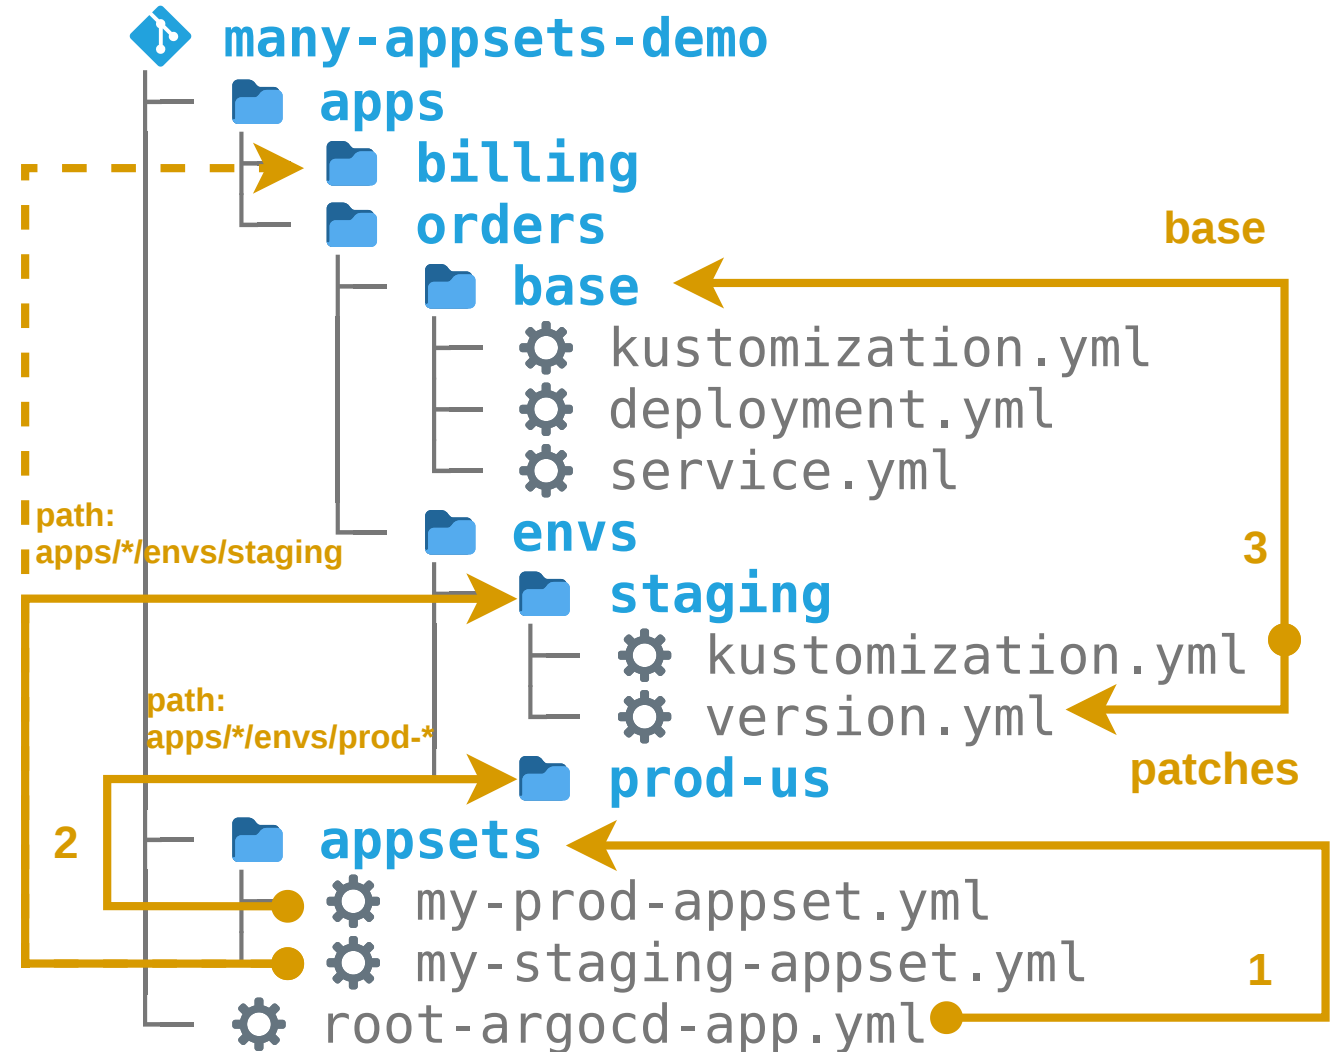 many-appsets-demo
apps
billing
orders
base
base
kustomization.yml
deployment.yml
service.yml
path:
apps/*/envs/staging
envs
3
staging
kustomization.yml
path:
apps/*/envs/prod-*
version.yml
patches
prod-us
2
appsets
my-prod-appset.yml
my-staging-appset.yml
1
root-argocd-app.yml